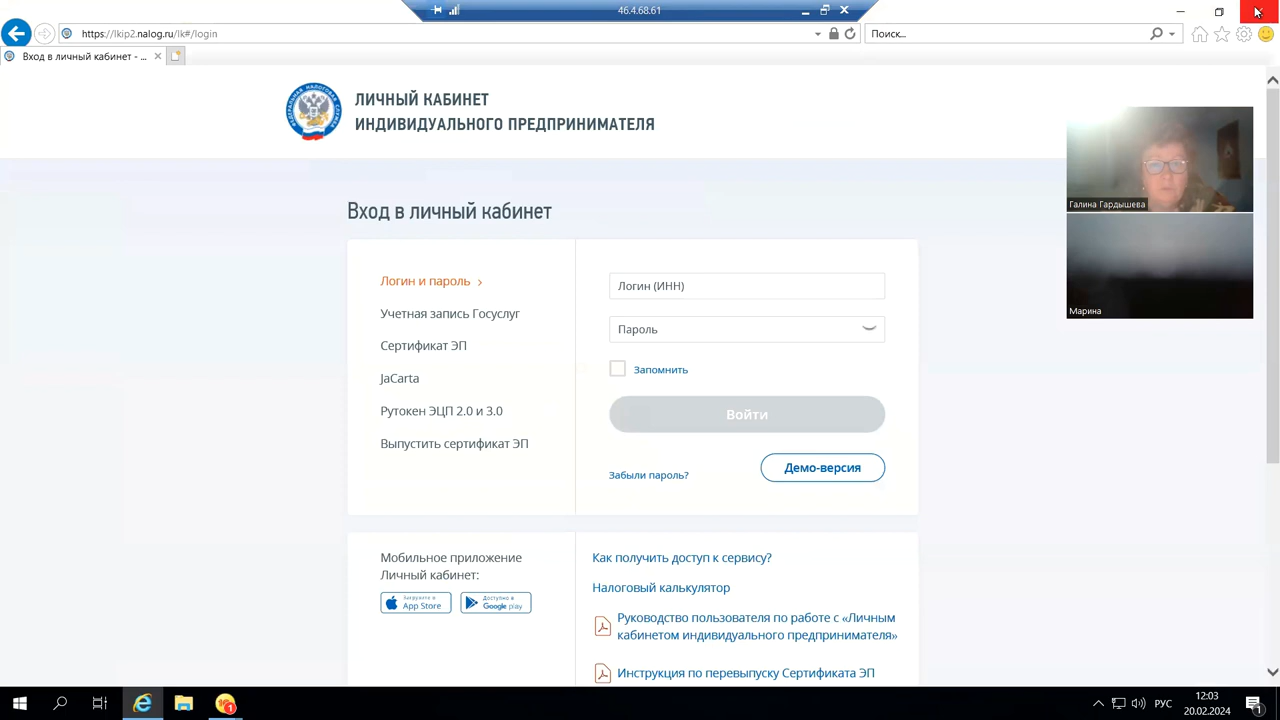 46.4.68.61
https://lkip2.nalog.ru/lk#/login
Поиск...
Вход в личный кабинет - ...
ЛИЧНЫЙ КАБИНЕТ
ИНДИВИДУАЛЬНОГО ПРЕДПРИНИМАТЕЛЯ
Галина Гардышева
Марина
Вход в личный кабинет
Логин и пароль
Учетная запись Госуслуг
Сертификат ЭП
JaCarta
Рутокен ЭЦП 2.0 и 3.0
Выпустить сертификат ЭП
Логин (ИНН)
Пароль
Запомнить
Войти
Забыли пароль?
Демо-версия
Мобильное приложение
Личный кабинет:
Загрузите в
App Store
Доступно в
Google play
Как получить доступ к сервису?
Налоговый калькулятор
Руководство пользователя по работе с «Личным
кабинетом индивидуального предпринимателя»
Инструкция по перевыпуску Сертификата ЭП
1
РУС
12:03
20.02.2024
1